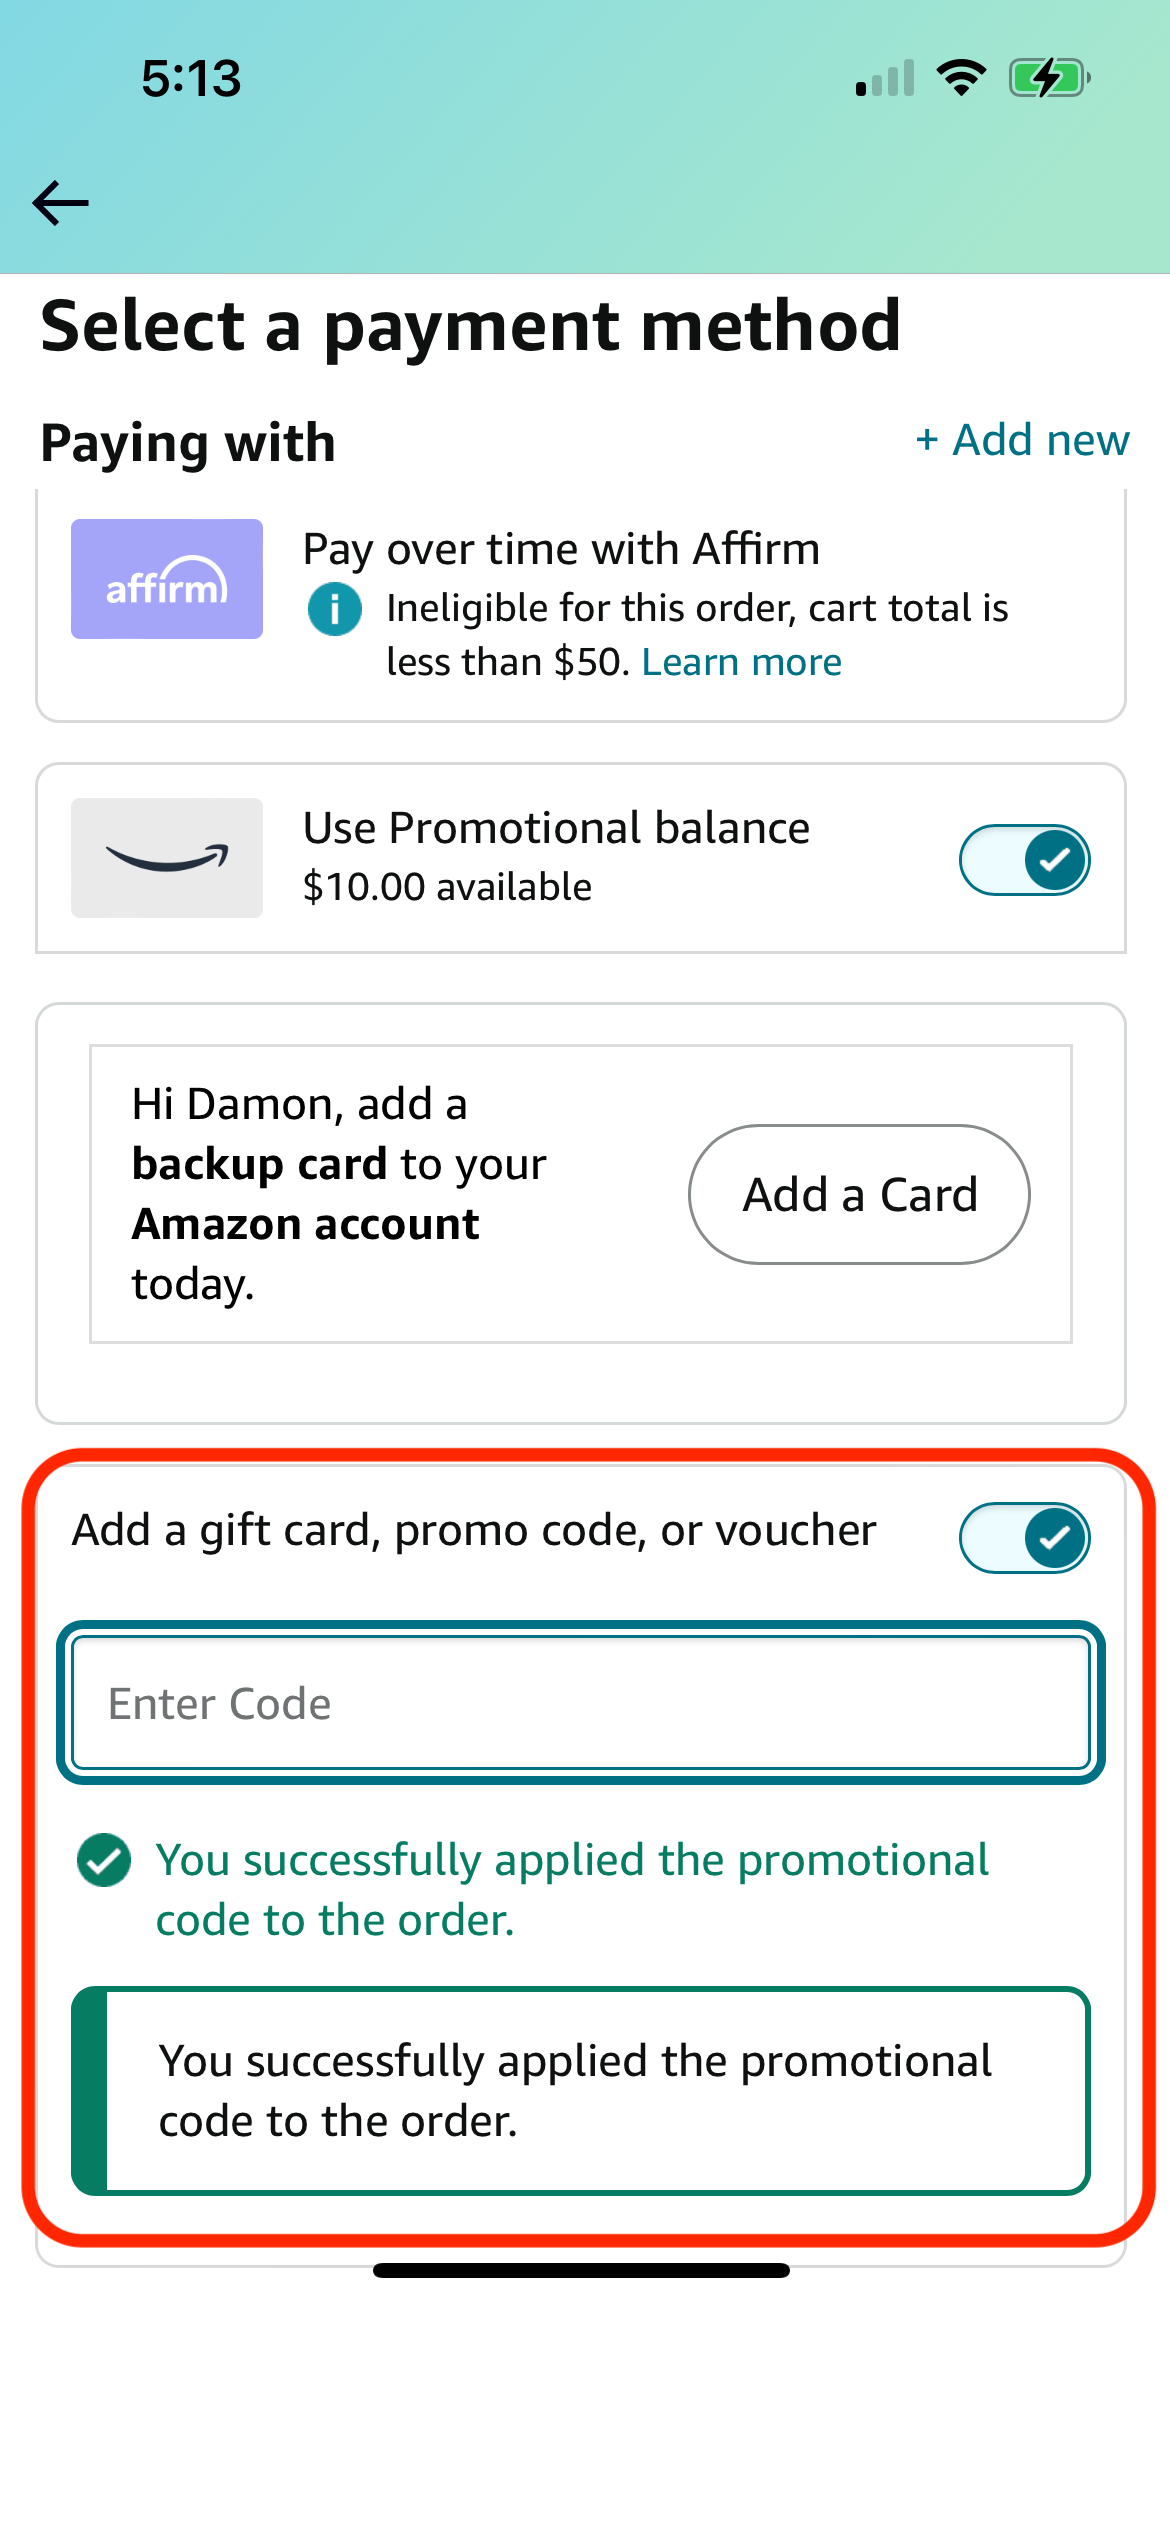 5:13
Select a payment method
Paying with
+ Add new
affirm
Pay over time with Affirm
Ineligible for this order, cart total is
less than $50. Learn more
Use Promotional balance
$10.00 available
Hi Damon, add a
backup card to your
Amazon account
today.
Add a Card
Add a gift card, promo code, or voucher
Enter Code
You successfully applied the promotional
code to the order.
You successfully applied the promotional
code to the order.